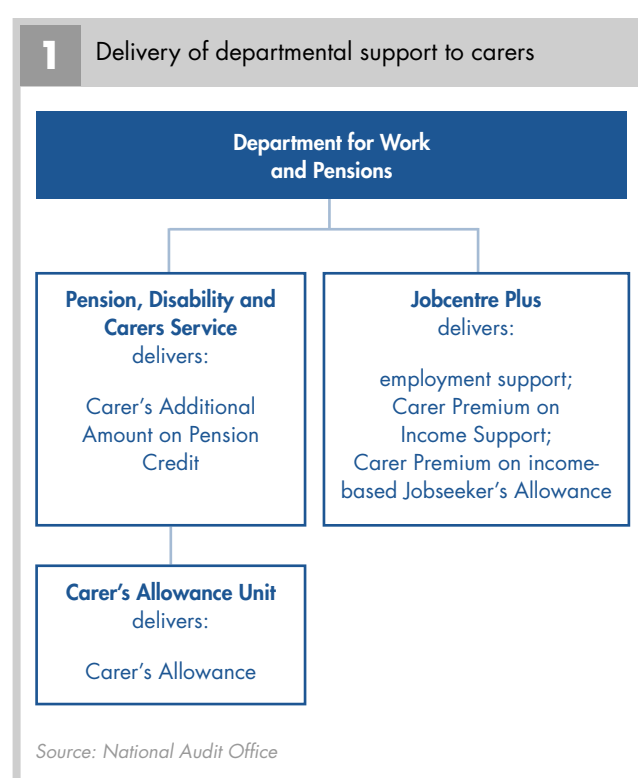 1
Delivery of departmental support to carers
Department for Work
and Pensions
Pension, Disability and
Carers Service
delivers:
Carer's Additional
Amount on Pension
Credit
Jobcentre Plus
delivers:
employment support;
Carer Premium on
Income Support;
Carer Premium on income-
based Jobseeker's Allowance
Carer's Allowance Unit
delivers:
Carer's Allowance
Source: National Audit Office